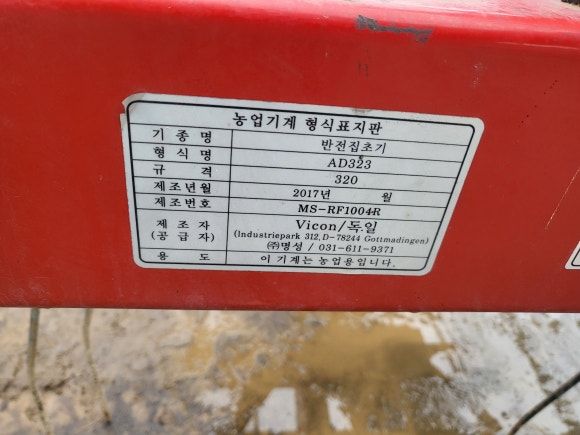 농업기계 형식표지판
기종명 반전집초기
형식명 AD323
규격 320
제조년월 2017년 월
제조번호 MS-RF1004-R
제조자 Vicon/독일
(공급자) (Industriepark 312, D-78244 Gottmadingen)
㈜명성 / 031-611-9371
용도 이 기계는 농업용입니다.